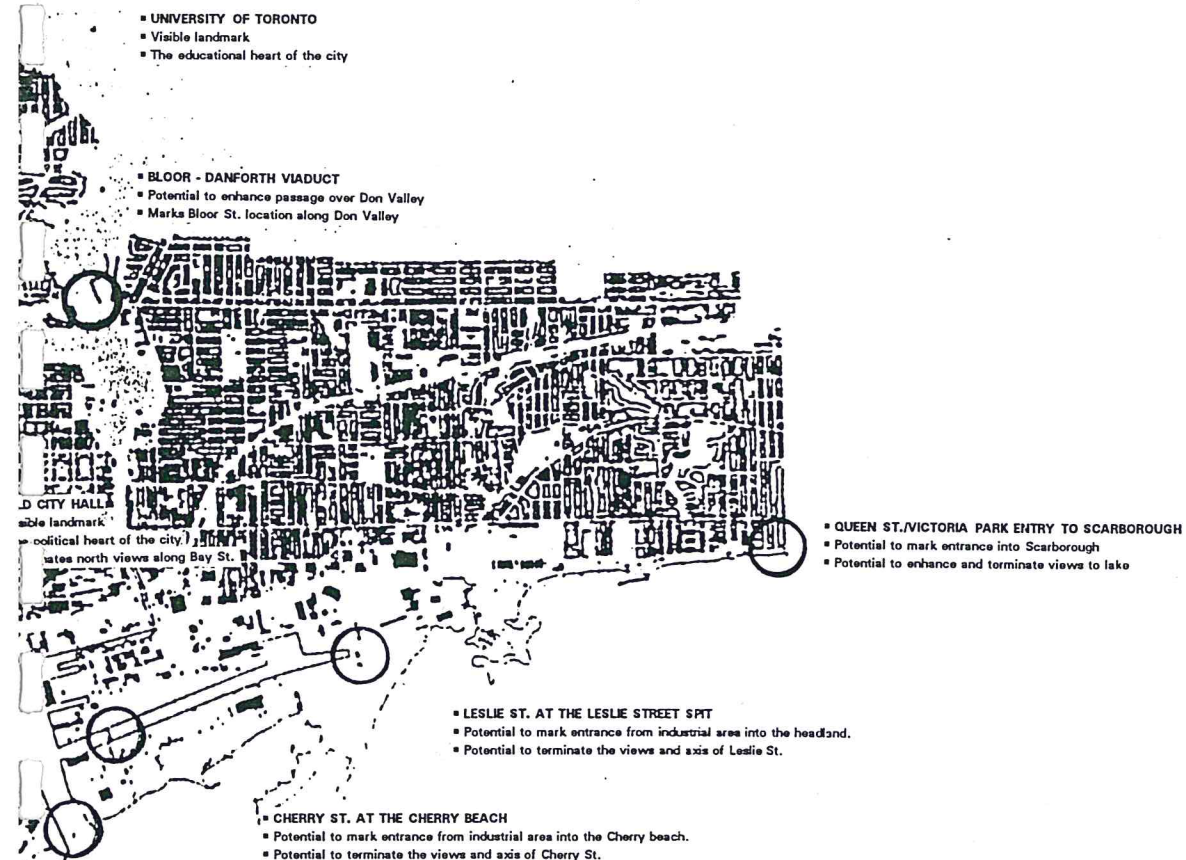 ▪ UNIVERSITY OF TORONTO
▪ Visible landmark
▪ The educational heart of the city
▪ BLOOR - DANFORTH VIADUCT
▪ Potential to enhance passage over Don Valley
▪ Marks Bloor St. location along Don Valley
D CITY HALL
sible landmark
political heart of the city
ates north views along Bay St.
▪ QUEEN ST./VICTORIA PARK ENTRY TO SCARBOROUGH
▪ Potential to mark entrance into Scarborough
▪ Potential to enhance and terminate views to lake
▪ LESLIE ST. AT THE LESLIE STREET SPIT
▪ Potential to mark entrance from industrial area into the headland.
▪ Potential to terminate the views and axis of Leslie St.
▪ CHERRY ST. AT THE CHERRY BEACH
▪ Potential to mark entrance from industrial area into the Cherry beach.
▪ Potential to terminate the views and axis of Cherry St.